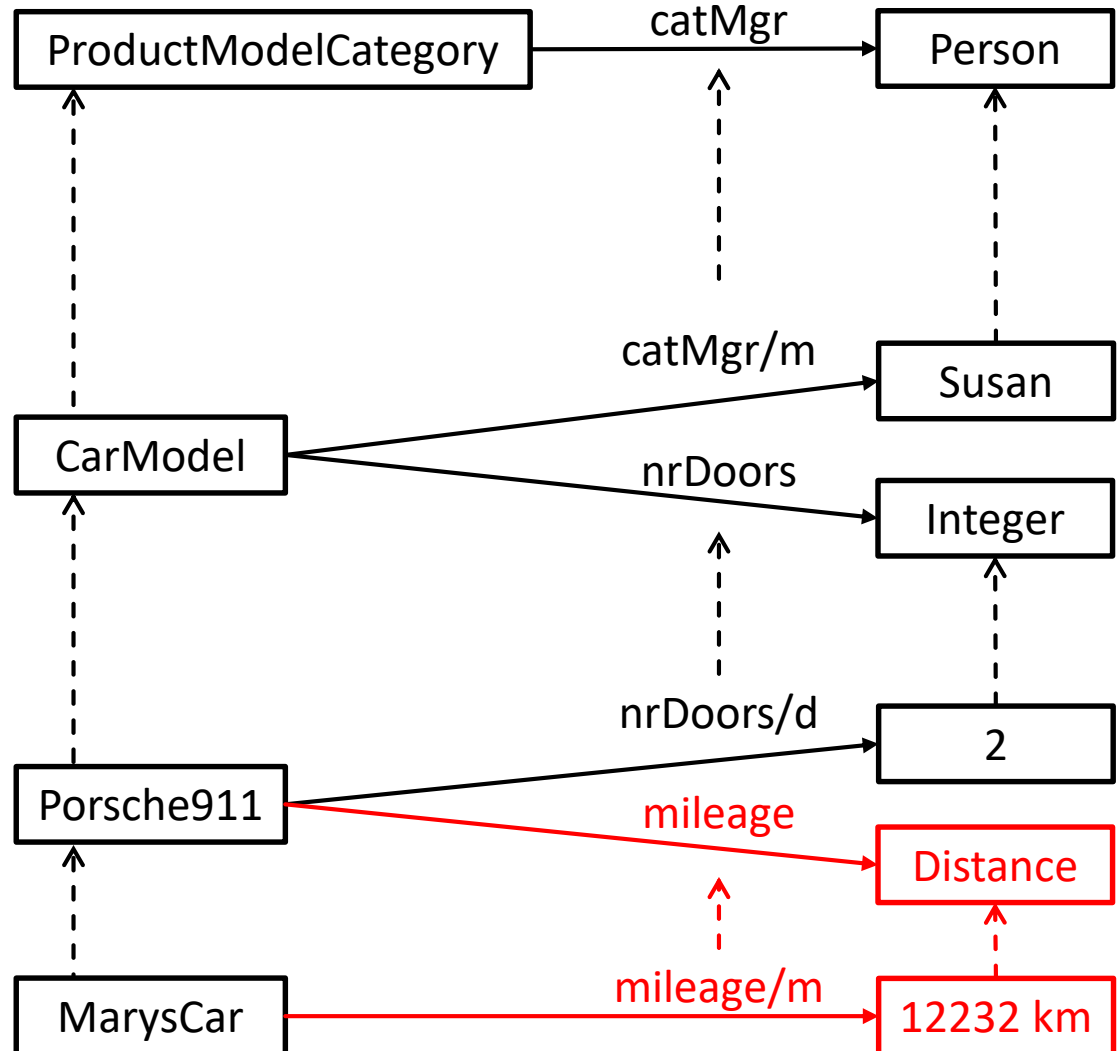 catMgr
ProductModelCategory
Person
catMgr/m
Susan
CarModel
nrDoors
Integer
nrDoors/d
2
Porsche911
mileage
Distance
mileage/m
MarysCar
12232 km